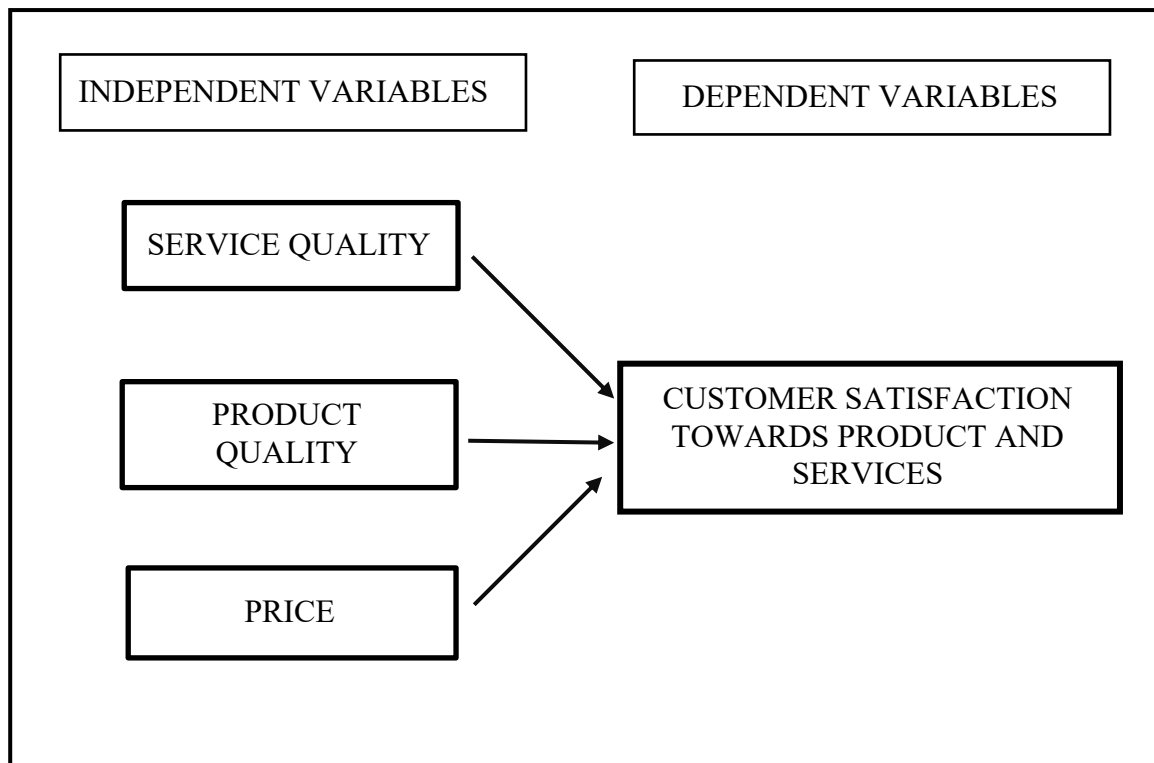 INDEPENDENT VARIABLES
DEPENDENT VARIABLES
SERVICE QUALITY
PRODUCT
QUALITY
CUSTOMER SATISFACTION
TOWARDS PRODUCT AND
SERVICES
PRICE